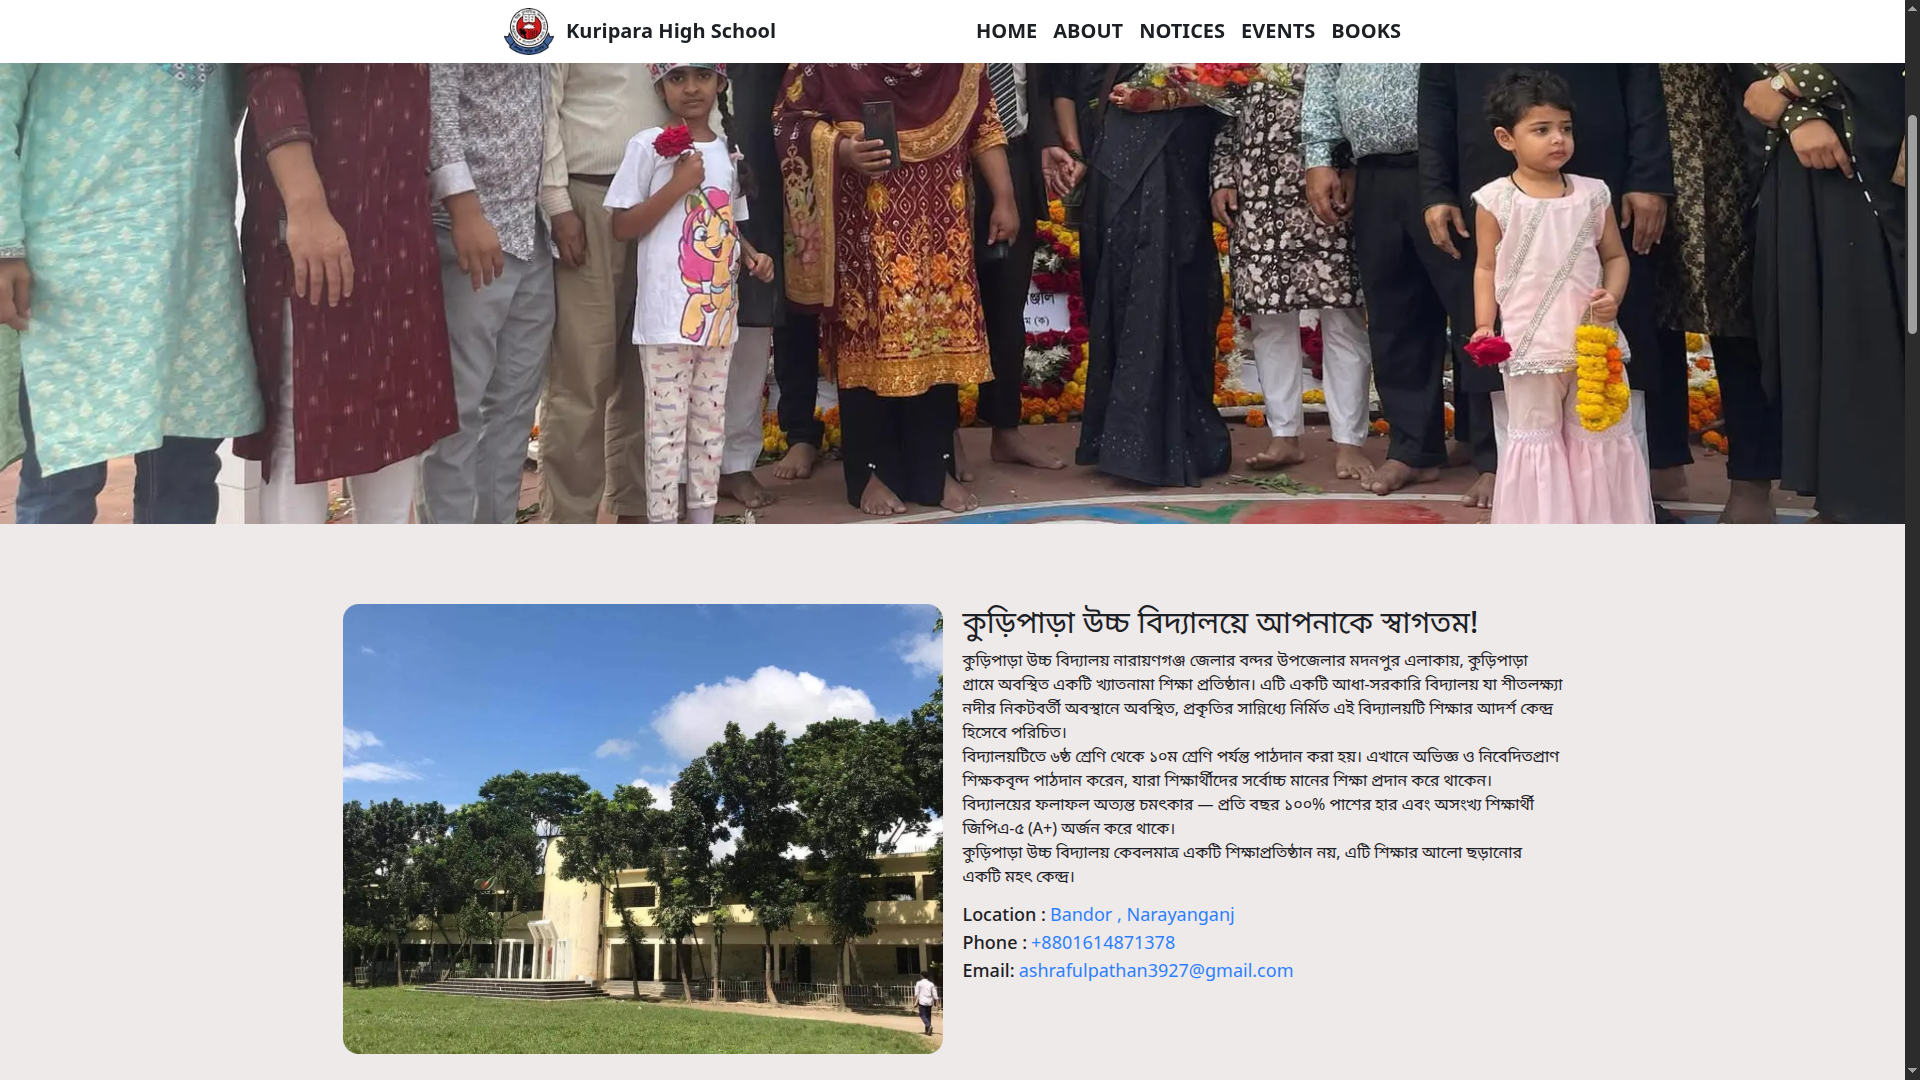 Kuripara High School
HOME ABOUT NOTICES EVENTS BOOKS
(ক)
কুড়িপাড়া উচ্চ বিদ্যালয়ে আপনাকে স্বাগতম!
কুড়িপাড়া উচ্চ বিদ্যালয় নারায়ণগঞ্জ জেলার বন্দর উপজেলার মদনপুর এলাকায়, কুড়িপাড়া
গ্রামে অবস্থিত একটি খ্যাতনামা শিক্ষা প্রতিষ্ঠান। এটি একটি আধা-সরকারি বিদ্যালয় যা শীতলক্ষ্যা
নদীর নিকটবর্তী অবস্থানে অবস্থিত, প্রকৃতির সান্নিধ্যে নির্মিত এই বিদ্যালয়টি শিক্ষার আদর্শ কেন্দ্র
হিসেবে পরিচিত।
বিদ্যালয়টিতে ৬ষ্ঠ শ্রেণি থেকে ১০ম শ্রেণি পর্যন্ত পাঠদান করা হয়। এখানে অভিজ্ঞ ও নিবেদিতপ্রাণ
শিক্ষকবৃন্দ পাঠদান করেন, যারা শিক্ষার্থীদের সর্বোচ্চ মানের শিক্ষা প্রদান করে থাকেন।
বিদ্যালয়ের ফলাফল অত্যন্ত চমৎকার — প্রতি বছর ১০০% পাশের হার এবং অসংখ্য শিক্ষার্থী
জিপিএ-৫ (A+) অর্জন করে থাকে।
কুড়িপাড়া উচ্চ বিদ্যালয় কেবলমাত্র একটি শিক্ষাপ্রতিষ্ঠান নয়, এটি শিক্ষার আলো ছড়ানোর
একটি মহৎ কেন্দ্র।
Location : Bandor , Narayanganj
Phone : +8801614871378
Email: ashrafulpathan3927@gmail.com